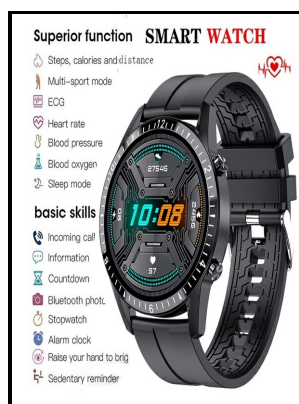 Superior function
SMART WATCH
Steps, calories and distance
Multi-sport mode
ECG
Heart rate
Blood pressure
Blood oxygen
Sleep mode
basic skills
Incoming call
Information
Countdown
Bluetooth photo.
Stopwatch
Alarm clock
Raise your hand to brig
Sedentary reminder
12
27546
10:08
97
6